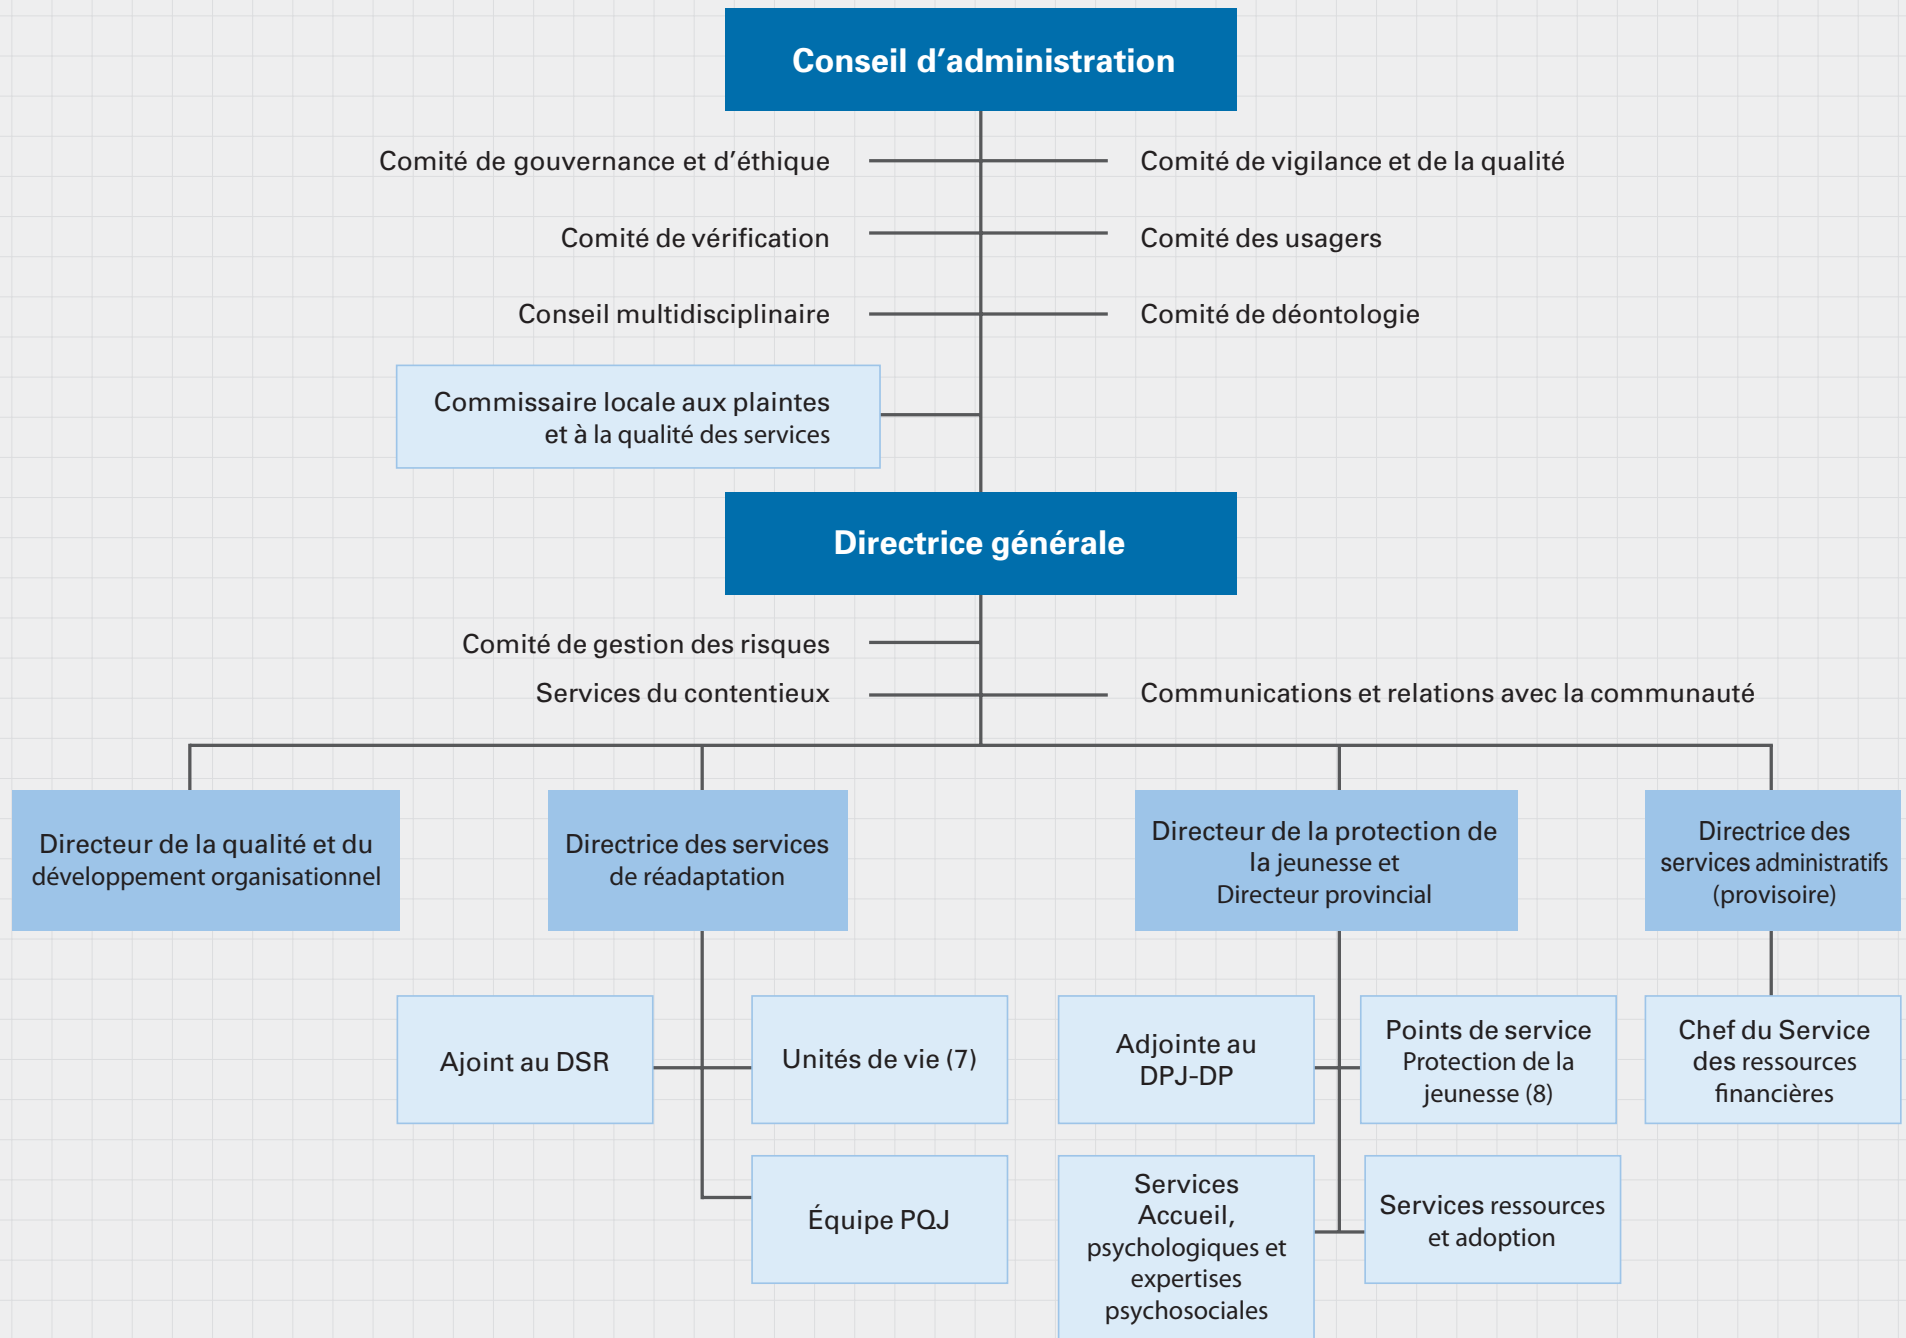 Conseil d’administration
Comité de gouvernance et d’éthique
Comité de vigilance et de la qualité
Comité de vérification
Comité des usagers
Conseil multidisciplinaire
Comité de déontologie
Commissaire locale aux plaintes
et à la qualité des services
Directrice générale
Comité de gestion des risques
Services du contentieux
Communications et relations avec la communauté
Directeur de la qualité et du
développement organisationnel
Directrice des services
de réadaptation
Directeur de la protection de
la jeunesse et
Directeur provincial
Directrice des
services administratifs
(provisoire)
Ajoint au DSR
Unités de vie (7)
Adjointe au
DPJ-DP
Points de service
Protection de la
jeunesse (8)
Chef du Service
des ressources
financières
Équipe PQJ
Services
Accueil,
psychologiques et
expertises
psychosociales
Services ressources
et adoption